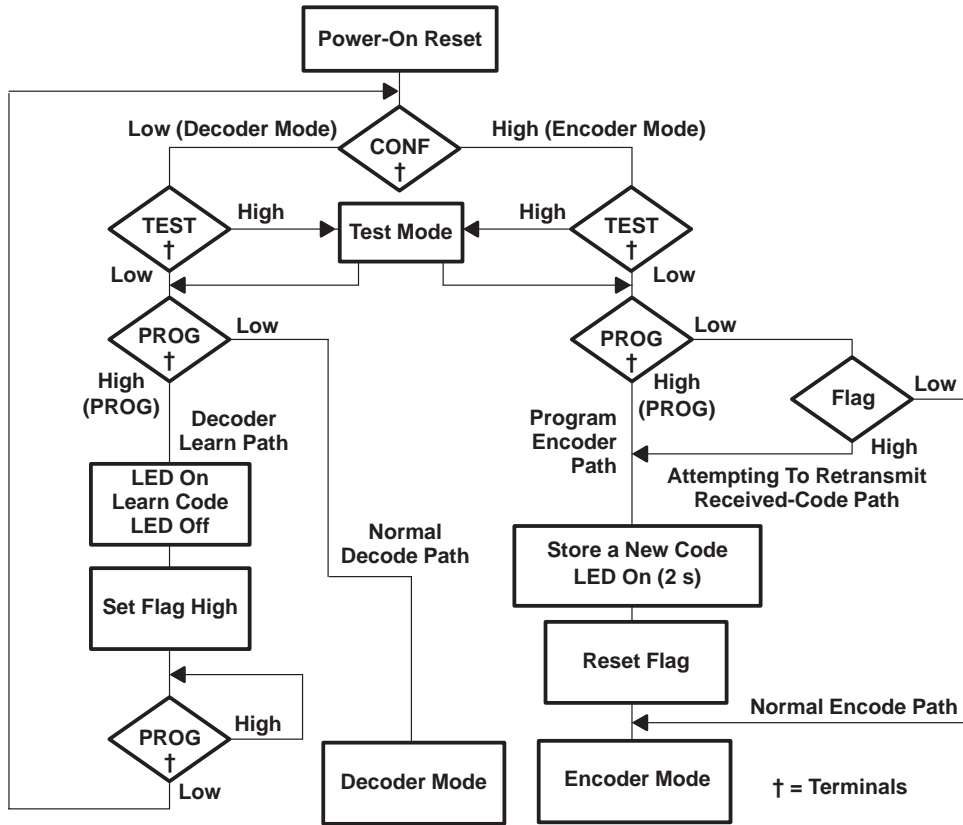 Power-On Reset
Low (Decoder Mode)
High (Encoder Mode)
CONF
†
TEST
†
High
Test Mode
High
TEST
†
Low
Low
PROG
†
Low
PROG
†
Low
High
(PROG)
High
(PROG)
Flag
Low
High
Decoder
Learn Path
Program
Encoder
Path
Attempting To Retransmit
Received-Code Path
LED On
Learn Code
LED Off
Normal
Decode Path
Store a New Code
LED On (2 s)
Set Flag High
Reset Flag
PROG
†
High
Low
Normal Encode Path
Decoder Mode
Encoder Mode
† = Terminals